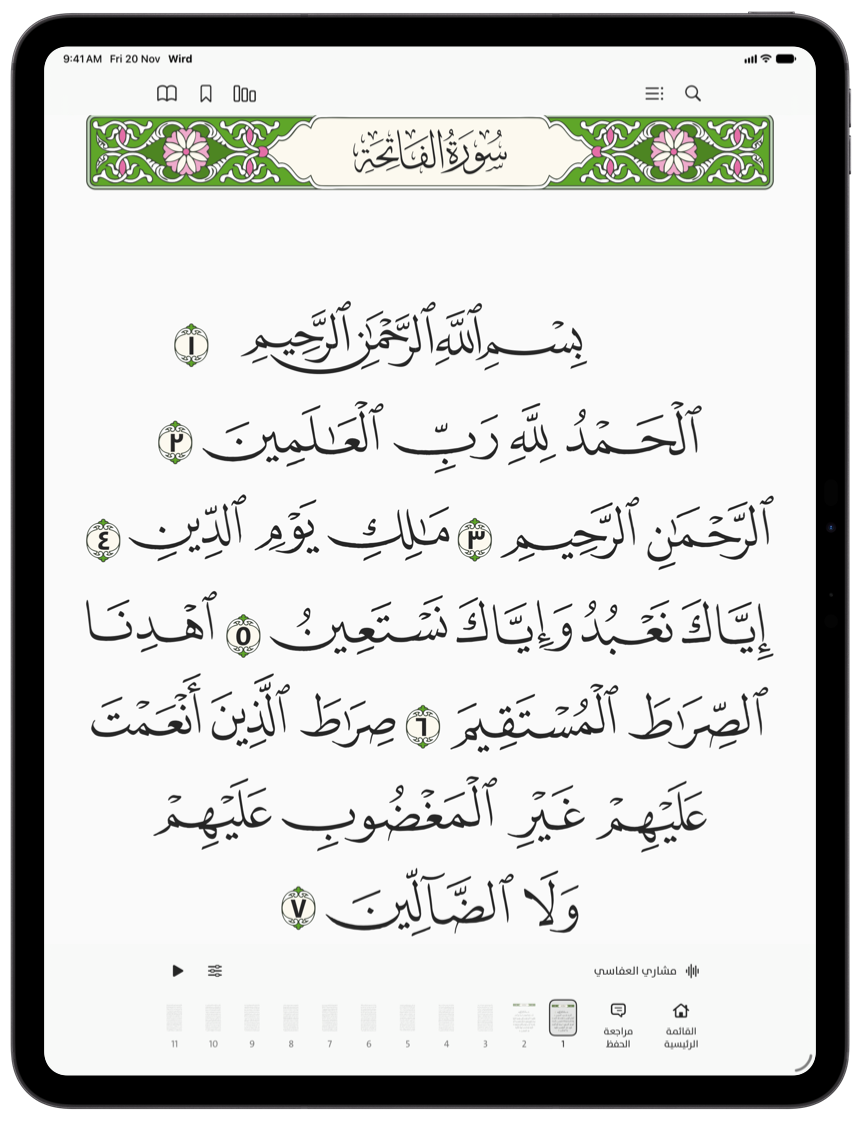 9:41 AM Fri 20 Nov Wird
سُورَةُ الفَاتِحَةِ
بِسْمِ ٱللَّهِ ٱلرَّحْمَٰنِ ٱلرَّحِيمِ ١
ٱلْحَمْدُ لِلَّهِ رَبِّ ٱلْعَٰلَمِينَ ٢
ٱلرَّحْمَٰنِ ٱلرَّحِيمِ ٣ مَٰلِكِ يَوْمِ ٱلدِّينِ ٤
إِيَّاكَ نَعْبُدُ وَإِيَّاكَ نَسْتَعِينُ ٥ ٱهْدِنَا
ٱلصِّرَٰطَ ٱلْمُسْتَقِيمَ ٦ صِرَٰطَ ٱلَّذِينَ أَنْعَمْتَ
عَلَيْهِمْ غَيْرِ ٱلْمَغْضُوبِ عَلَيْهِمْ
وَلَا ٱلضَّآلِّينَ ٧
مشاري العفاسي
القائمة الرئيسية
مراجعة الحفظ
1 2 3 4 5 6 7 8 9 10 11